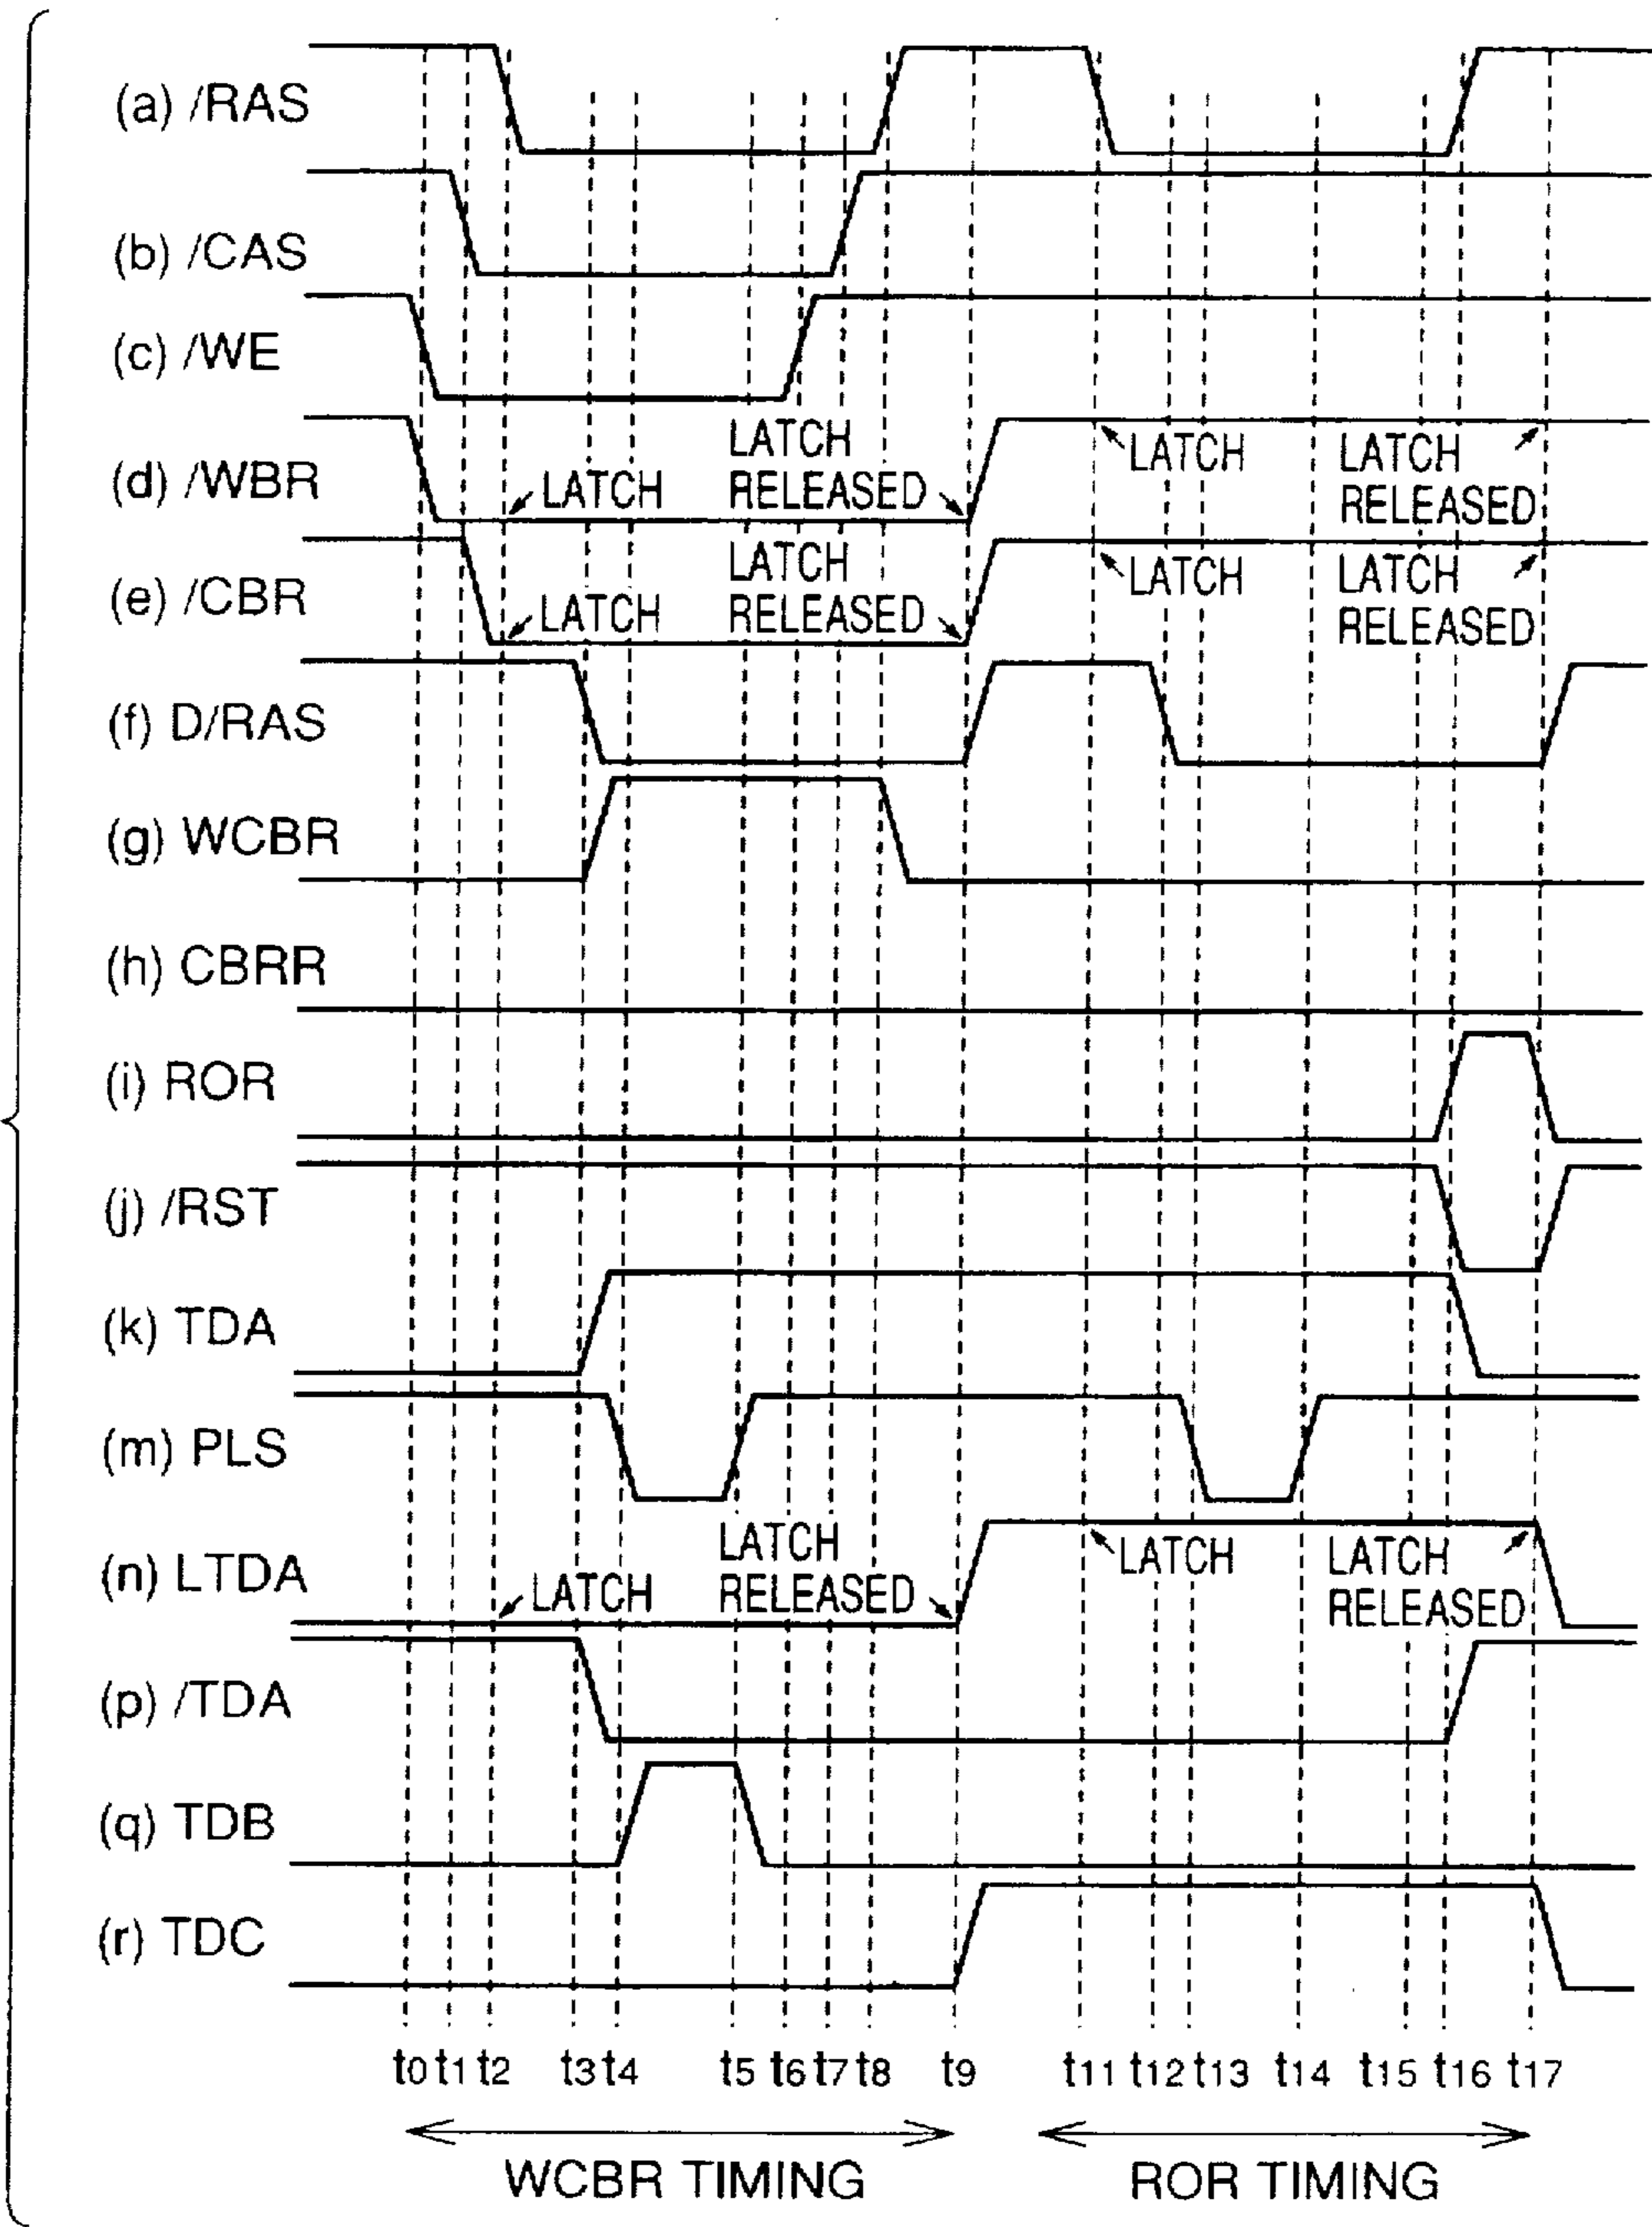 (a) /RAS
(b) /CAS
(c) /WE
(d) /WBR
LATCH
LATCH
RELEASED
LATCH
LATCH
RELEASED
(e) /CBR
LATCH
LATCH
RELEASED
LATCH
LATCH
RELEASED
(f) D/RAS
(g) WCBR
(h) CBRR
(i) ROR
(j) /RST
(k) TDA
(m) PLS
(n) LTDA
LATCH
LATCH
RELEASED
LATCH
LATCH
RELEASED
(p) /TDA
(q) TDB
(r) TDC
t0 t1 t2 t3 t4 t5 t6 t7 t8 t9 t11 t12 t13 t14 t15 t16 t17
WCBR TIMING ROR TIMING